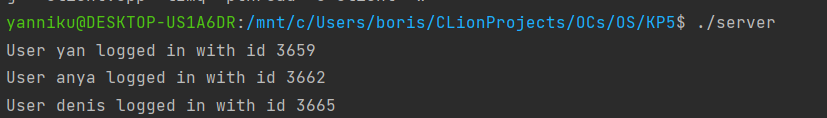 yanniku@DESKTOP-US1A6DR:/mnt/c/Users/boris/CLionProjects/OCs/OS/KP5$ ./server
User yan logged in with id 3659
User anya logged in with id 3662
User denis logged in with id 3665